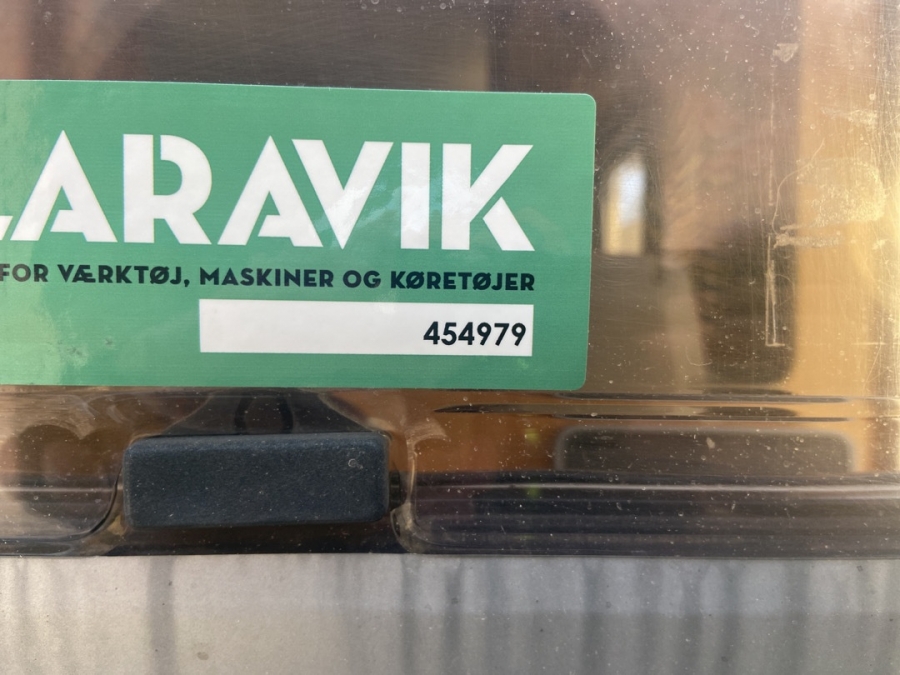 LARAVIK
FOR VÆRKTØJ, MASKINER OG KØRETØJER
454979